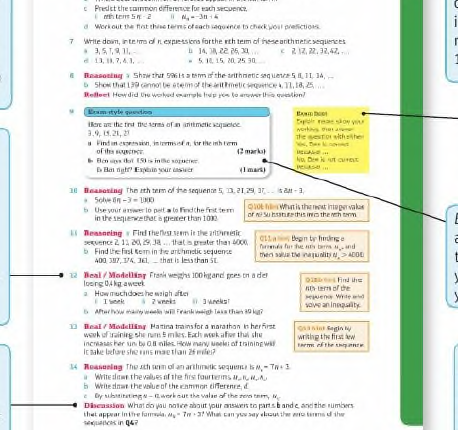 c Predict the common difference for each sequence.
i nth term 5n - 2 ii uₙ = -3n + 4
d Work out the first three terms of each sequence to check your predictions.
7 Write down, in terms of n, expressions for the nth term of these arithmetic sequences.
a 3, 5, 7, 9, 11, ... b 14, 18, 22, 26, 30, ... c 2, 12, 22, 32, 42, ...
d 13, 11, 7, 4, 1, ... e 5, 10, 15, 20, 25, 30, ...
8 Reasoning a Show that 596 is a term of the arithmetic sequence 5, 8, 11, 14, ...
b Show that 139 cannot be a term of the arithmetic sequence 4, 11, 18, 25, ...
Reflect How did the worked example help you to answer this question?
9 Exam-style question
Here are the first five terms of an arithmetic sequence.
3, 9, 15, 21, 27
a Find an expression, in terms of n, for the nth term
of this sequence. (2 marks)
b Ben says that 150 is in the sequence.
Is Ben right? Explain your answer. (1 mark)
Exam hint
Explain means show your
working, then answer
the question with either
Yes, Ben is correct
because ...
No, Ben is not correct
because ...
10 Reasoning The nth term of the sequence 5, 13, 21, 29, 37, ... is 8n - 3.
a Solve 8n - 3 = 1000
b Use your answer to part a to find the first term
in the sequence that is greater than 1000.
Q10b hint What is the next integer value
of n? Substitute this into the nth term.
11 Reasoning a Find the first term in the arithmetic
sequence 2, 11, 20, 29, 38, ... that is greater than 4000.
b Find the first term in the arithmetic sequence
400, 387, 374, 361, ... that is less than 51.
Q11a hint Begin by finding a
formula for the nth term, uₙ, and
then solve the inequality uₙ > 4000.
12 Real / Modelling Frank weighs 100 kg and goes on a diet
losing 0.4 kg a week.
a How much does he weigh after
i 1 week ii 2 weeks iii 3 weeks?
b After how many weeks will Frank weigh less than 89 kg?
Q12b hint Find the
nth term of the
sequence. Write and
solve an inequality.
13 Real / Modelling Martina trains for a marathon. In her first
week of training she runs 5 miles. Each week after that she
increases her run by 0.8 miles. How many weeks of training will
it take before she runs more than 26 miles?
Q13 hint Begin by
writing the first few
terms of the sequence.
14 Reasoning The nth term of an arithmetic sequence is uₙ = 7n + 3.
a Write down the values of the first four terms, u₁, u₂, u₃, u₄.
b Write down the value of the common difference, d.
c By substituting n = 0, work out the value of the zero term, u₀.
Discussion What do you notice about your answers to parts b and c, and the numbers
that appear in the formula uₙ = 7n + 3? What can you say about the zero terms of the
sequences in Q4?